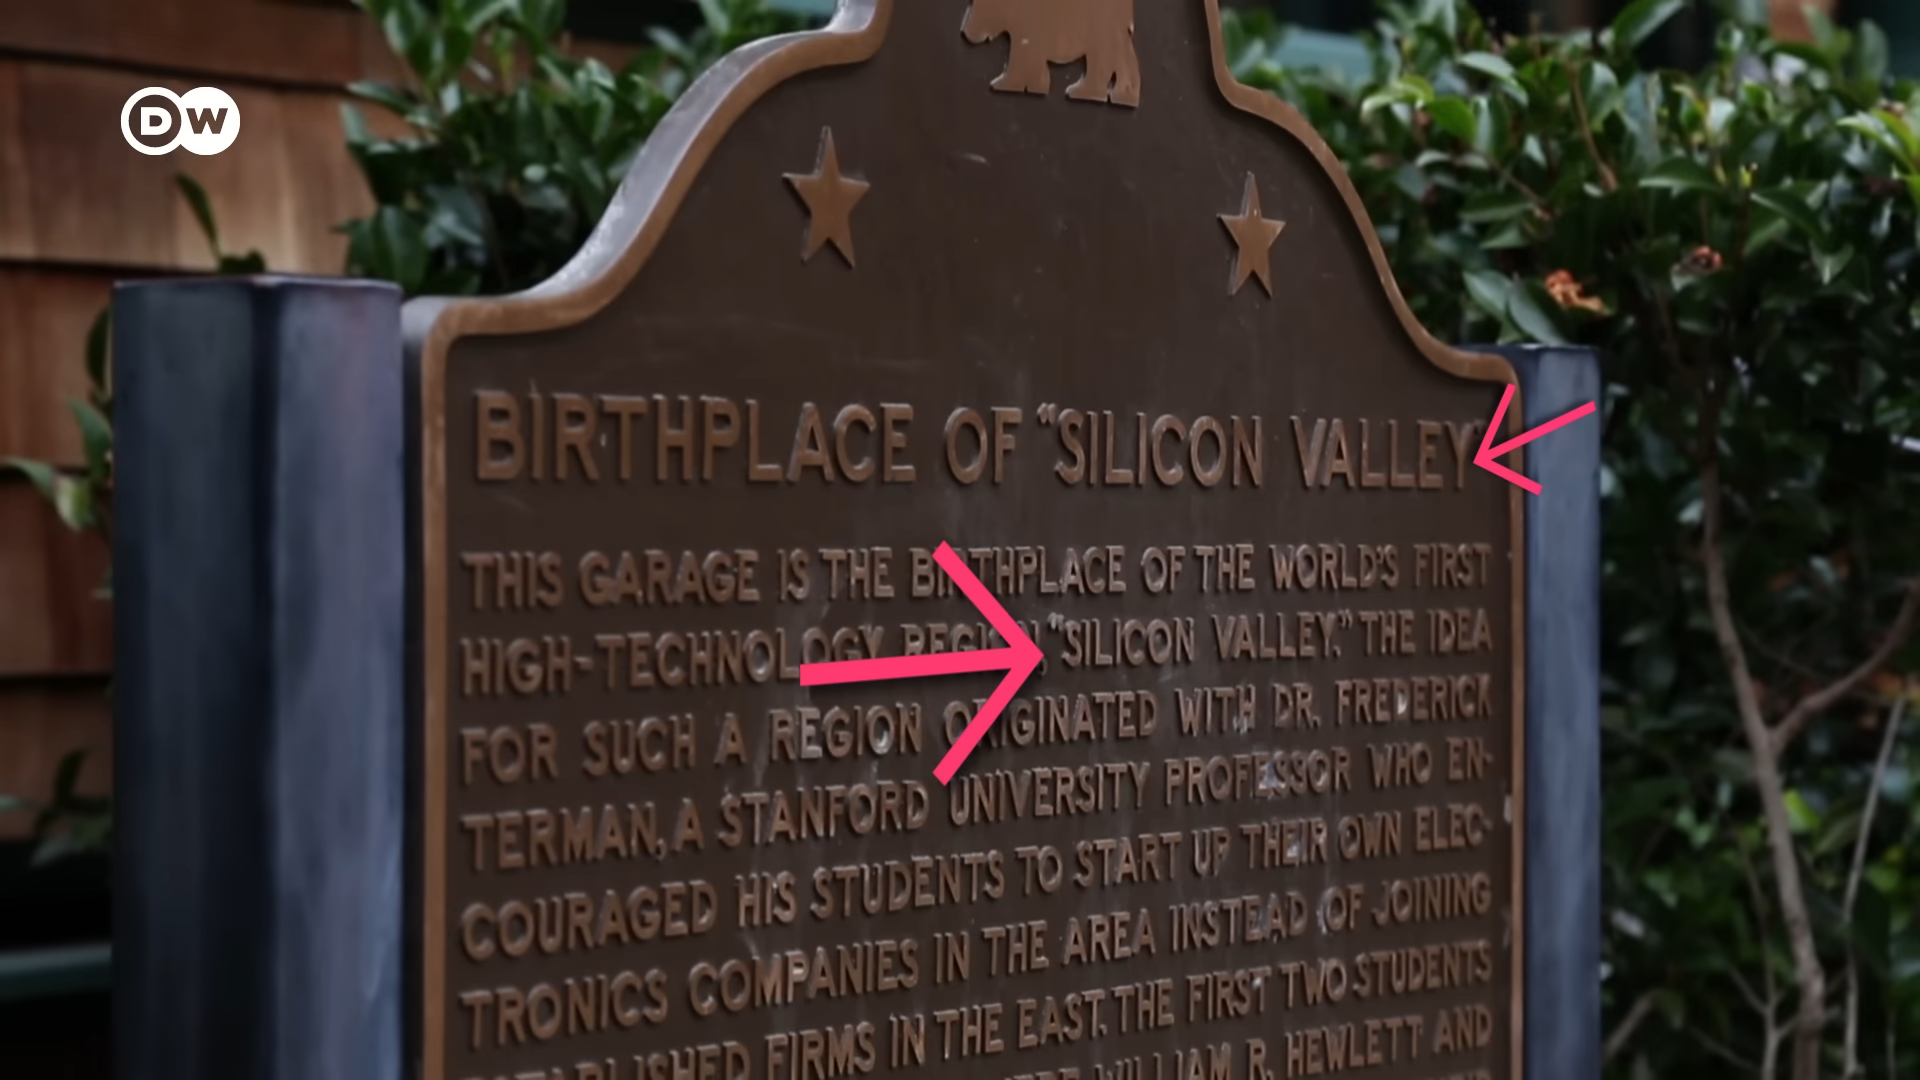 DW
BIRTHPLACE OF "SILICON VALLEY"
THIS GARAGE IS THE BIRTHPLACE OF THE WORLD'S FIRST
HIGH-TECHNOLOGY REGION, "SILICON VALLEY." THE IDEA
FOR SUCH A REGION ORIGINATED WITH DR. FREDERICK
TERMAN, A STANFORD UNIVERSITY PROFESSOR WHO EN-
COURAGED HIS STUDENTS TO START UP THEIR OWN ELEC-
TRONICS COMPANIES IN THE AREA INSTEAD OF JOINING
ESTABLISHED FIRMS IN THE EAST. THE FIRST TWO STUDENTS
WILLIAM R. HEWLETT AND